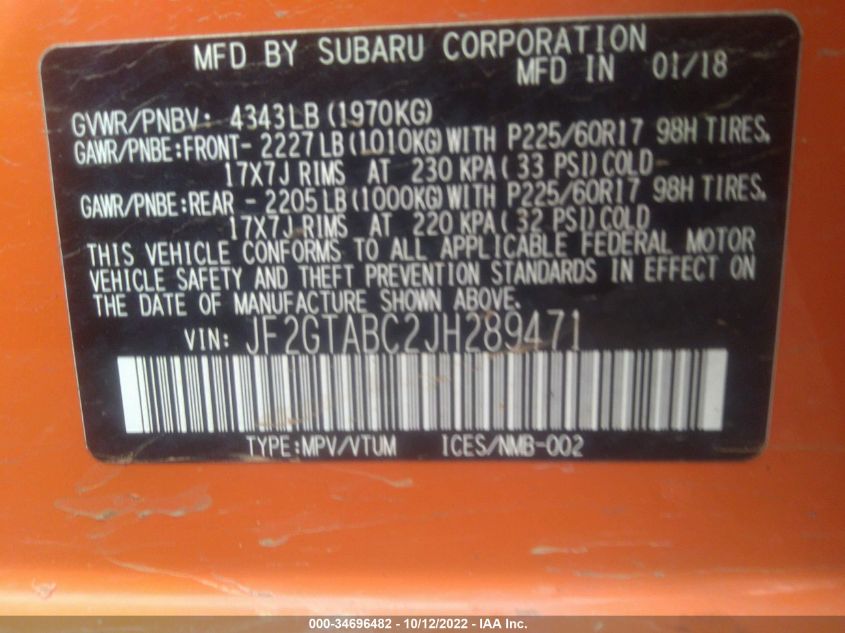 MFD BY SUBARU CORPORATION
MFD IN 01/18
GVWR/PNBV: 4343LB (1970KG)
GAWR/PNBE:FRONT- 2227LB(1010KG)WITH P225/60R17 98H TIRES,
17X7J RIMS AT 230 KPA( 33 PSI)COLD
GAWR/PNBE:REAR - 2205LB(1000KG)WITH P225/60R17 98H TIRES,
17X7J RIMS AT 220 KPA(32 PSI)COLD
THIS VEHICLE CONFORMS TO ALL APPLICABLE FEDERAL MOTOR
VEHICLE SAFETY AND THEFT PREVENTION STANDARDS IN EFFECT ON
THE DATE OF MANUFACTURE SHOWN ABOVE.
VIN: JF2GTABC2JH289471
TYPE:MPV/VTUM ICES/NMB-002
000-34696482 - 10/12/2022 - IAA Inc.